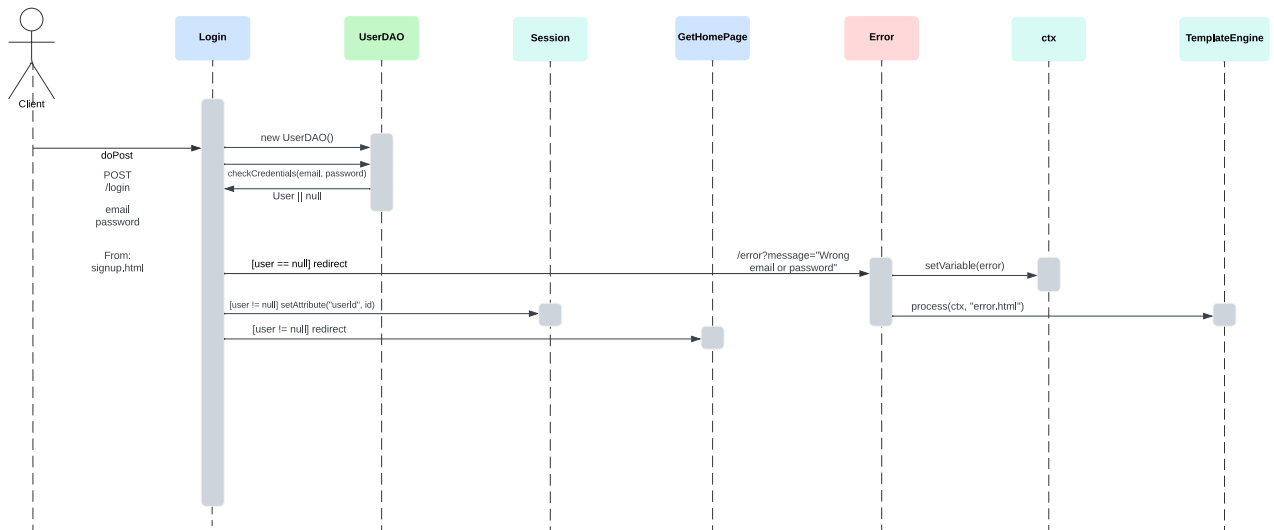 Login
UserDAO
Session
GetHomePage
Error
ctx
TemplateEngine
Client
doPost
POST
/login
email
password
From:
signup.html
new UserDAO()
checkCredentials(email, password)
User || null
[user == null] redirect
/error?message="Wrong
email or password"
setVariable(error)
[user != null] setAttribute("userId", id)
process(ctx, "error.html")
[user != null] redirect